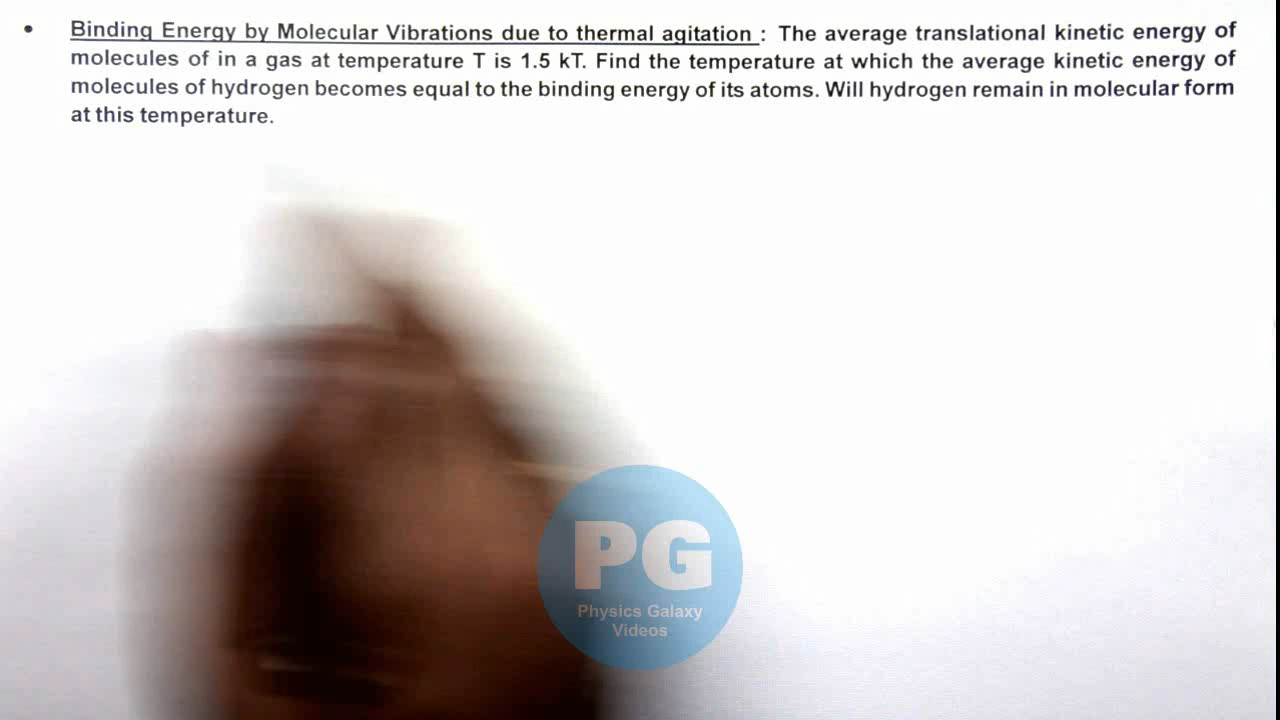 • Binding Energy by Molecular Vibrations due to thermal agitation : The average translational kinetic energy of
molecules of in a gas at temperature T is 1.5 kT. Find the temperature at which the average kinetic energy of
molecules of hydrogen becomes equal to the binding energy of its atoms. Will hydrogen remain in molecular form
at this temperature.
PG
Physics Galaxy
Videos